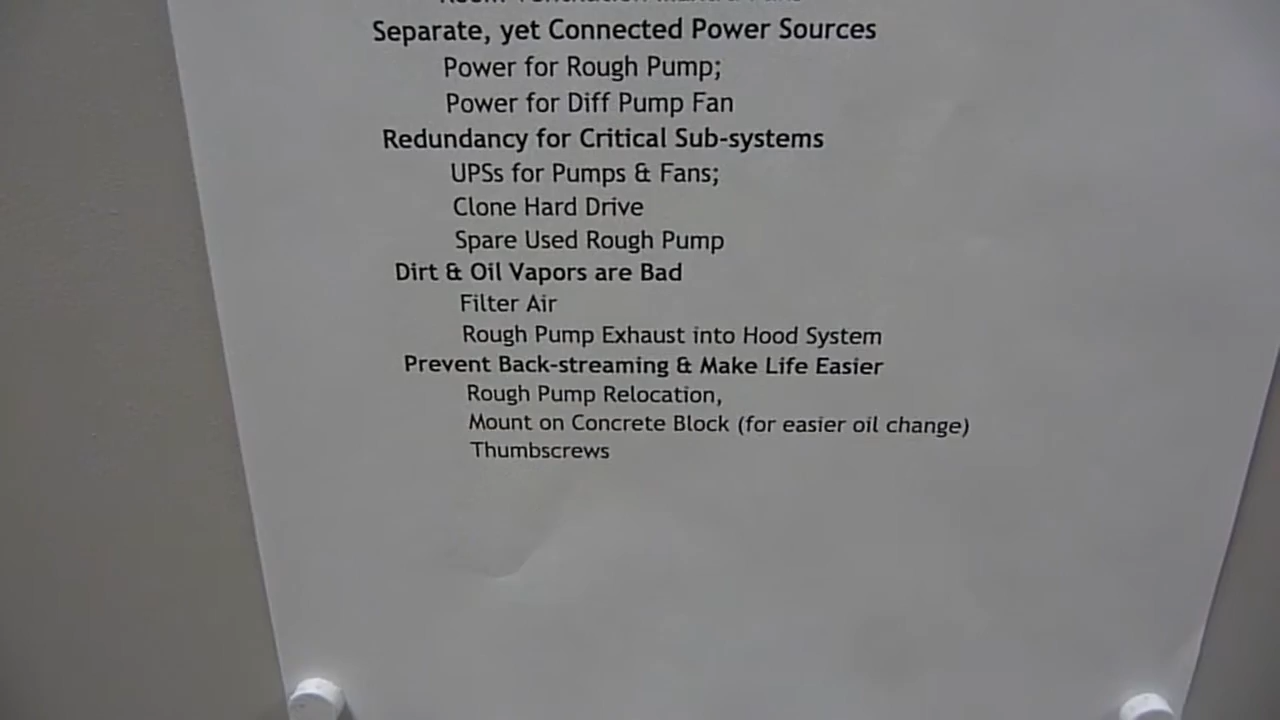 Separate, yet Connected Power Sources
Power for Rough Pump;
Power for Diff Pump Fan
Redundancy for Critical Sub-systems
UPSs for Pumps & Fans;
Clone Hard Drive
Spare Used Rough Pump
Dirt & Oil Vapors are Bad
Filter Air
Rough Pump Exhaust into Hood System
Prevent Back-streaming & Make Life Easier
Rough Pump Relocation,
Mount on Concrete Block (for easier oil change)
Thumbscrews